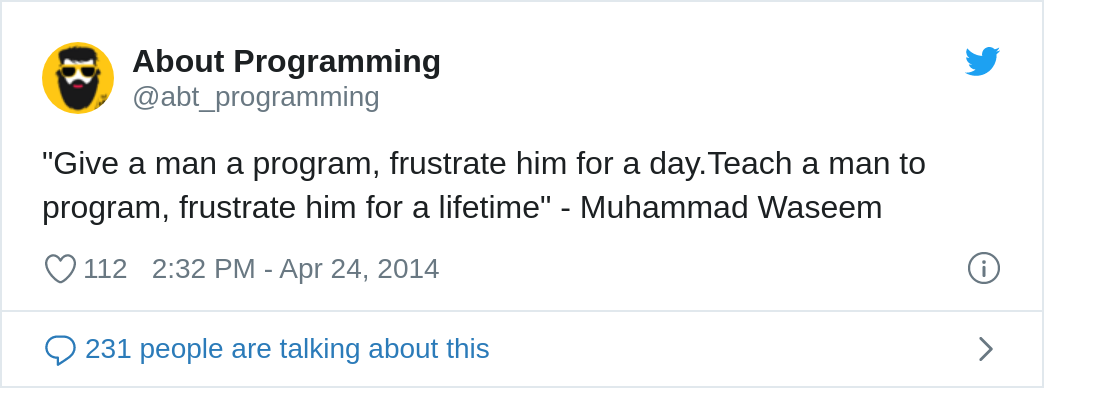 About Programming
@abt_programming
"Give a man a program, frustrate him for a day.Teach a man to
program, frustrate him for a lifetime" - Muhammad Waseem
112 2:32 PM - Apr 24, 2014
231 people are talking about this